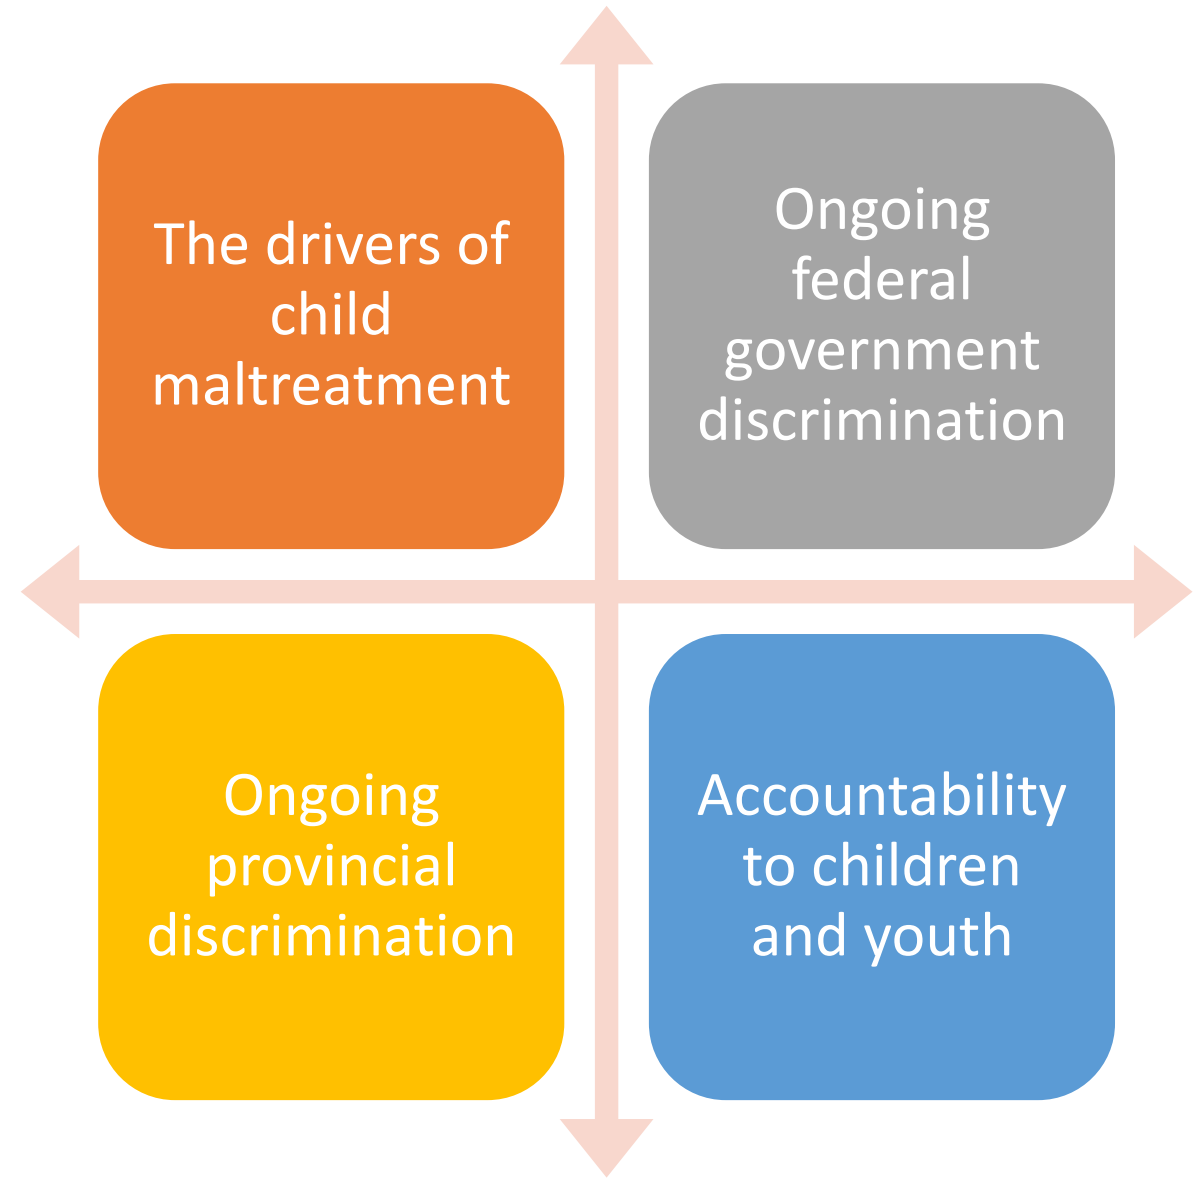 The drivers of
child
maltreatment
Ongoing
federal
government
discrimination
Ongoing
provincial
discrimination
Accountability
to children
and youth